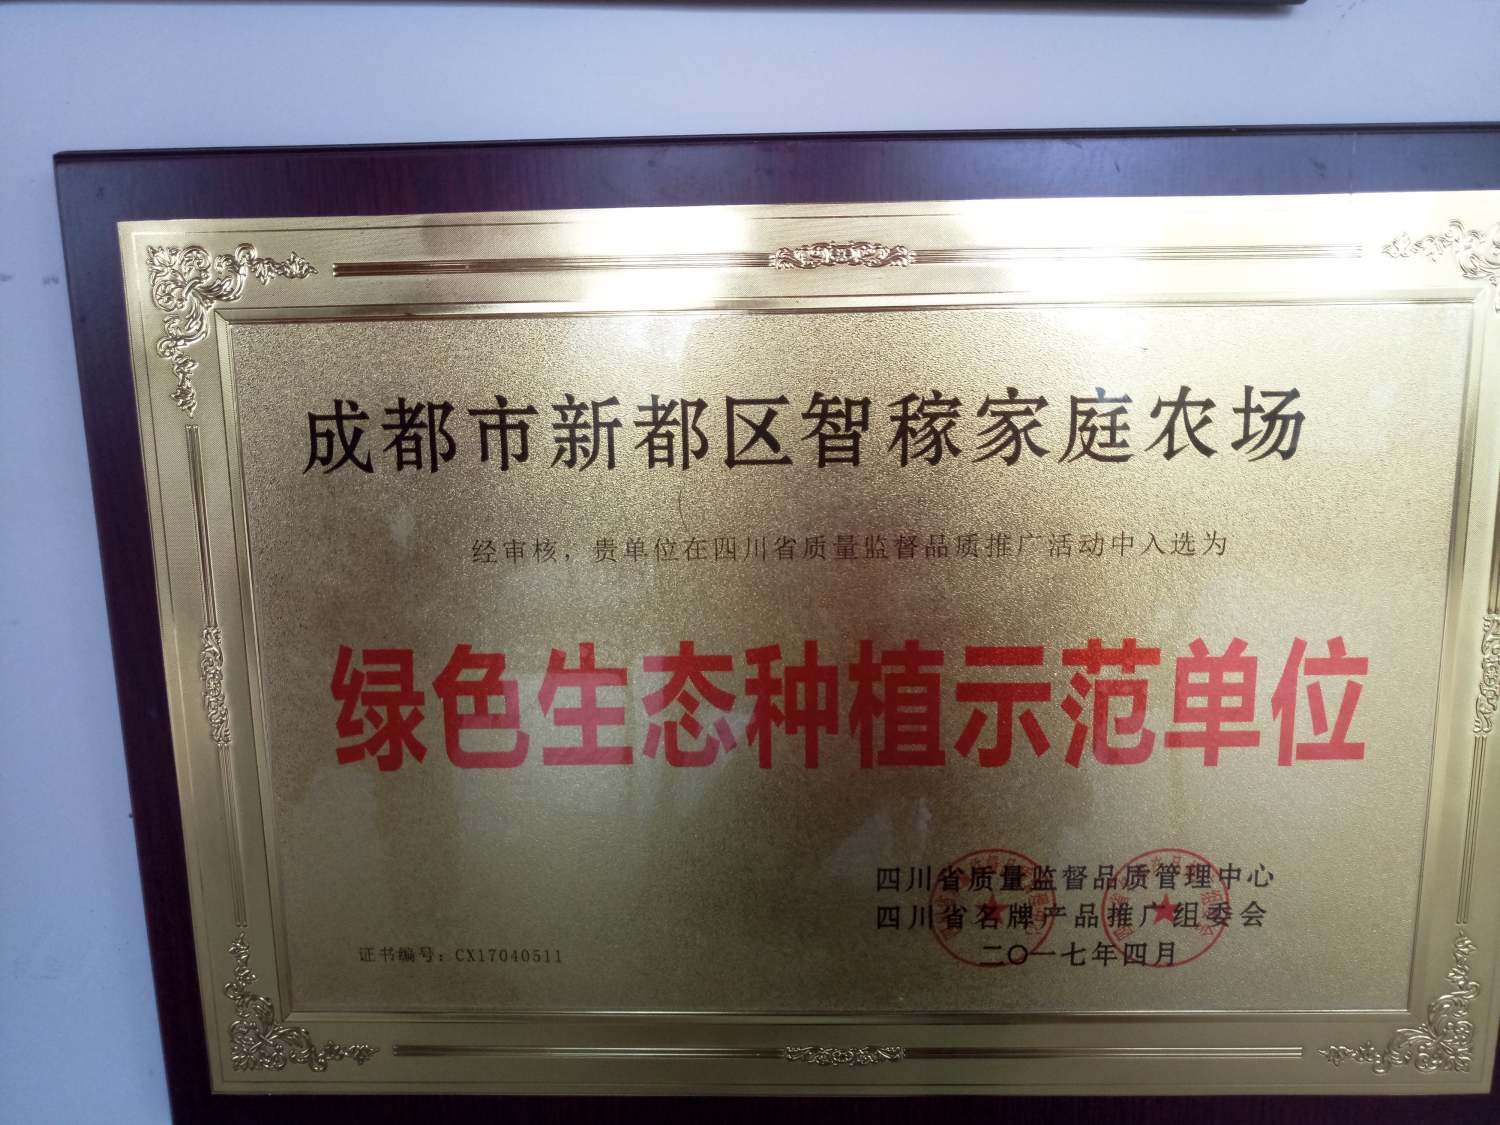 成都市新都区智稼家庭农场
经审核，贵单位在四川省质量监督品质推广活动中入选为
绿色生态种植示范单位
四川省质量监督品质管理中心
四川省名牌产品推广组委会
二〇一七年四月
证书编号：CX17040511